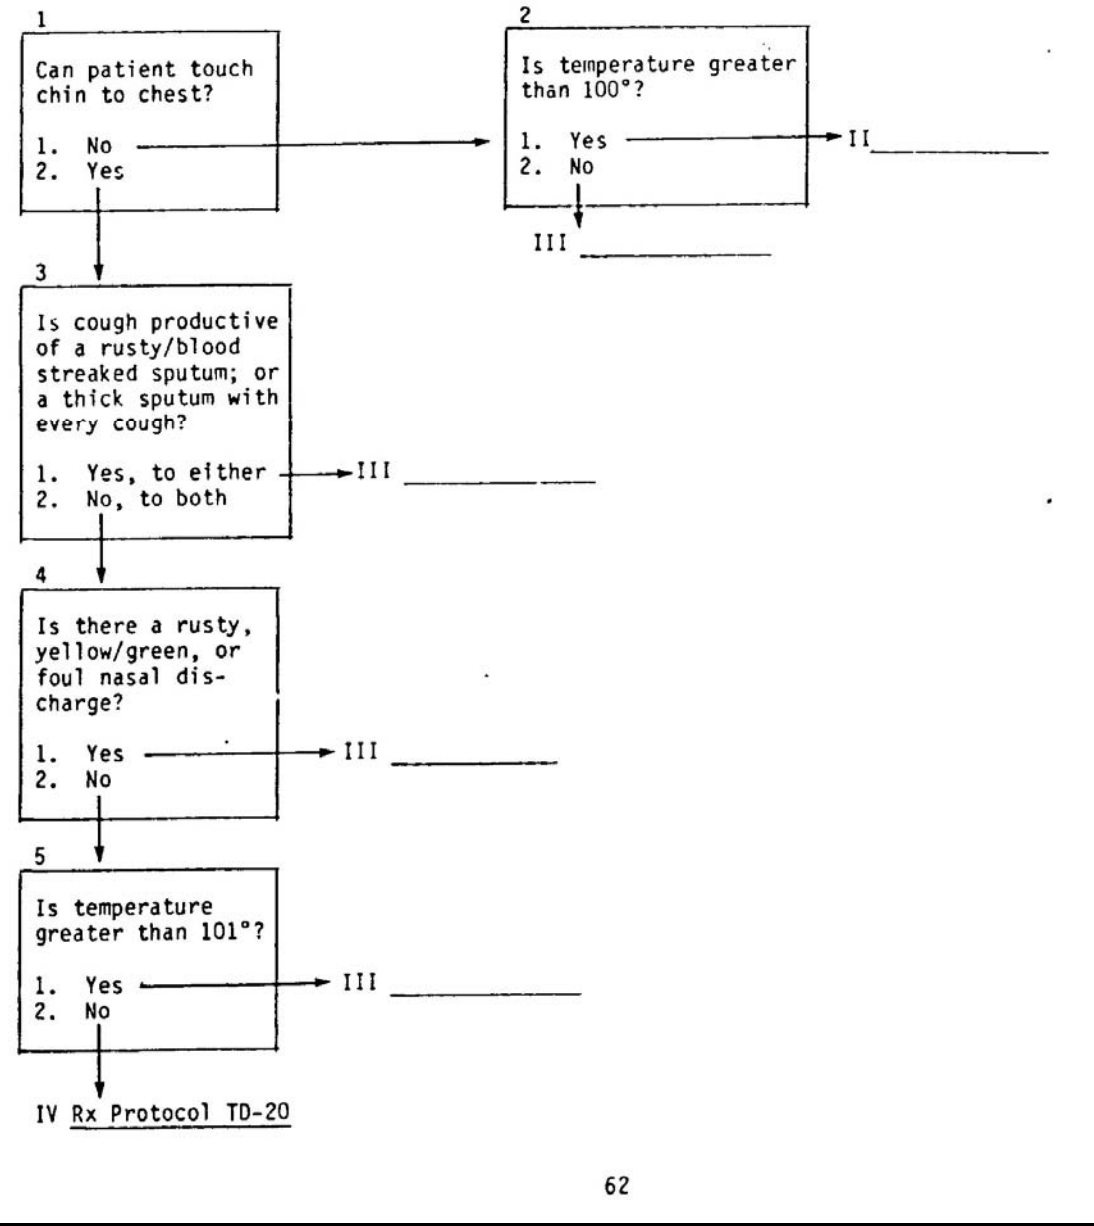 1
Can patient touch
chin to chest?
1. No
2. Yes
2
Is temperature greater
than 100°?
1. Yes
2. No
II
III
3
Is cough productive
of a rusty/blood
streaked sputum; or
a thick sputum with
every cough?
1. Yes, to either
2. No, to both
III
4
Is there a rusty,
yellow/green, or
foul nasal dis-
charge?
1. Yes
2. No
III
5
Is temperature
greater than 101°?
1. Yes
2. No
III
IV Rx Protocol TD-20
62